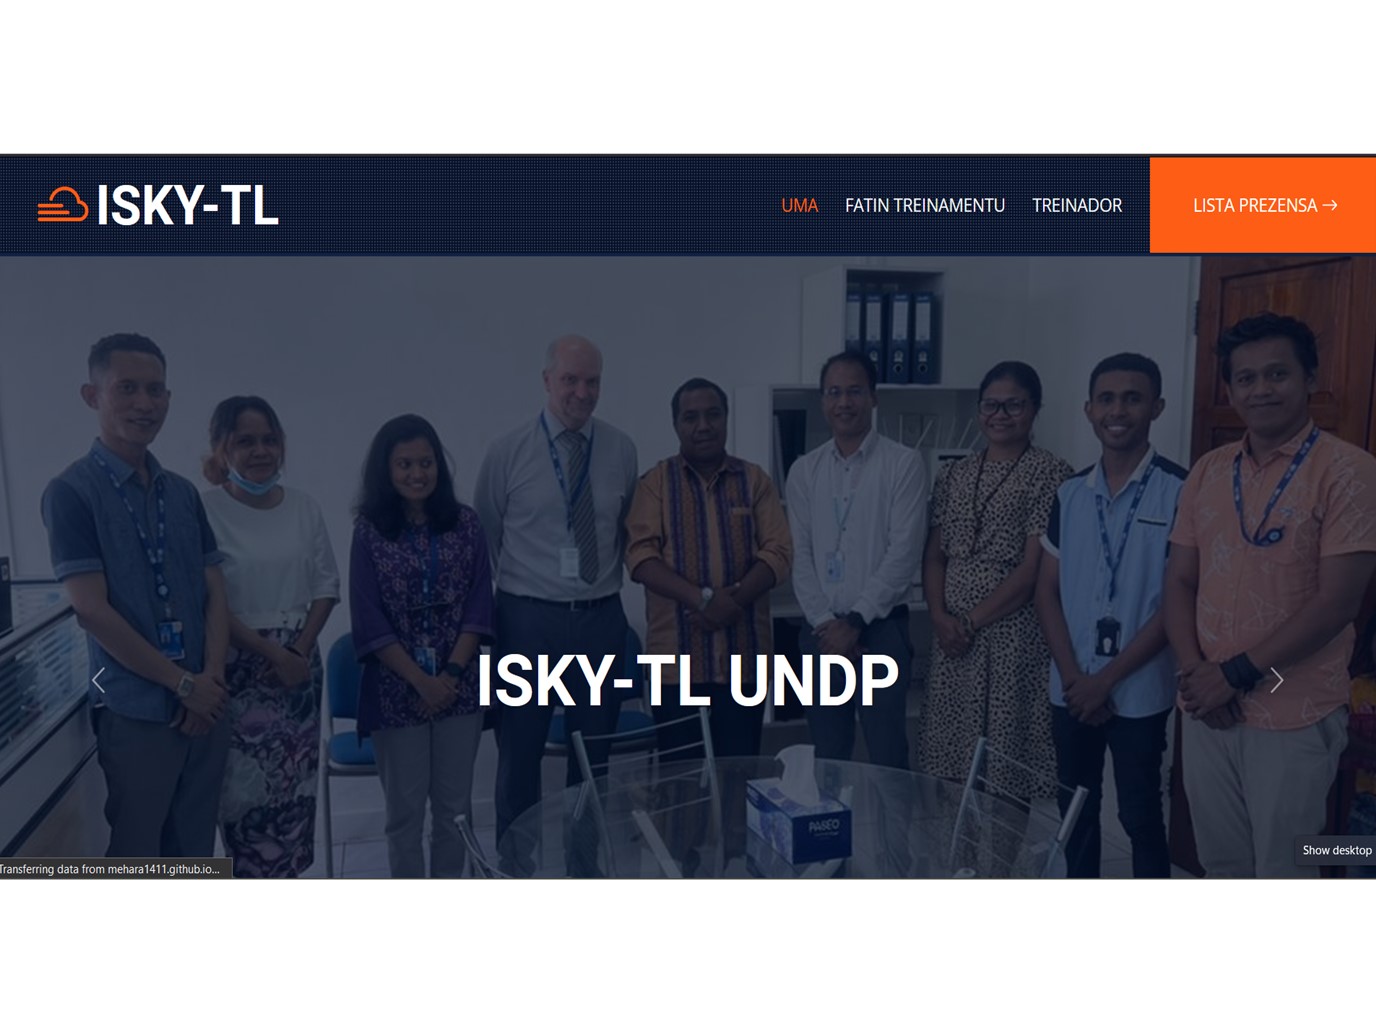 ISKY-TL
UMA FATIN TREINAMENTU TREINADOR LISTA PREZENSA →
ISKY-TL UNDP
PASEO
Show desktop
Transferring data from mehara1411.github.io...